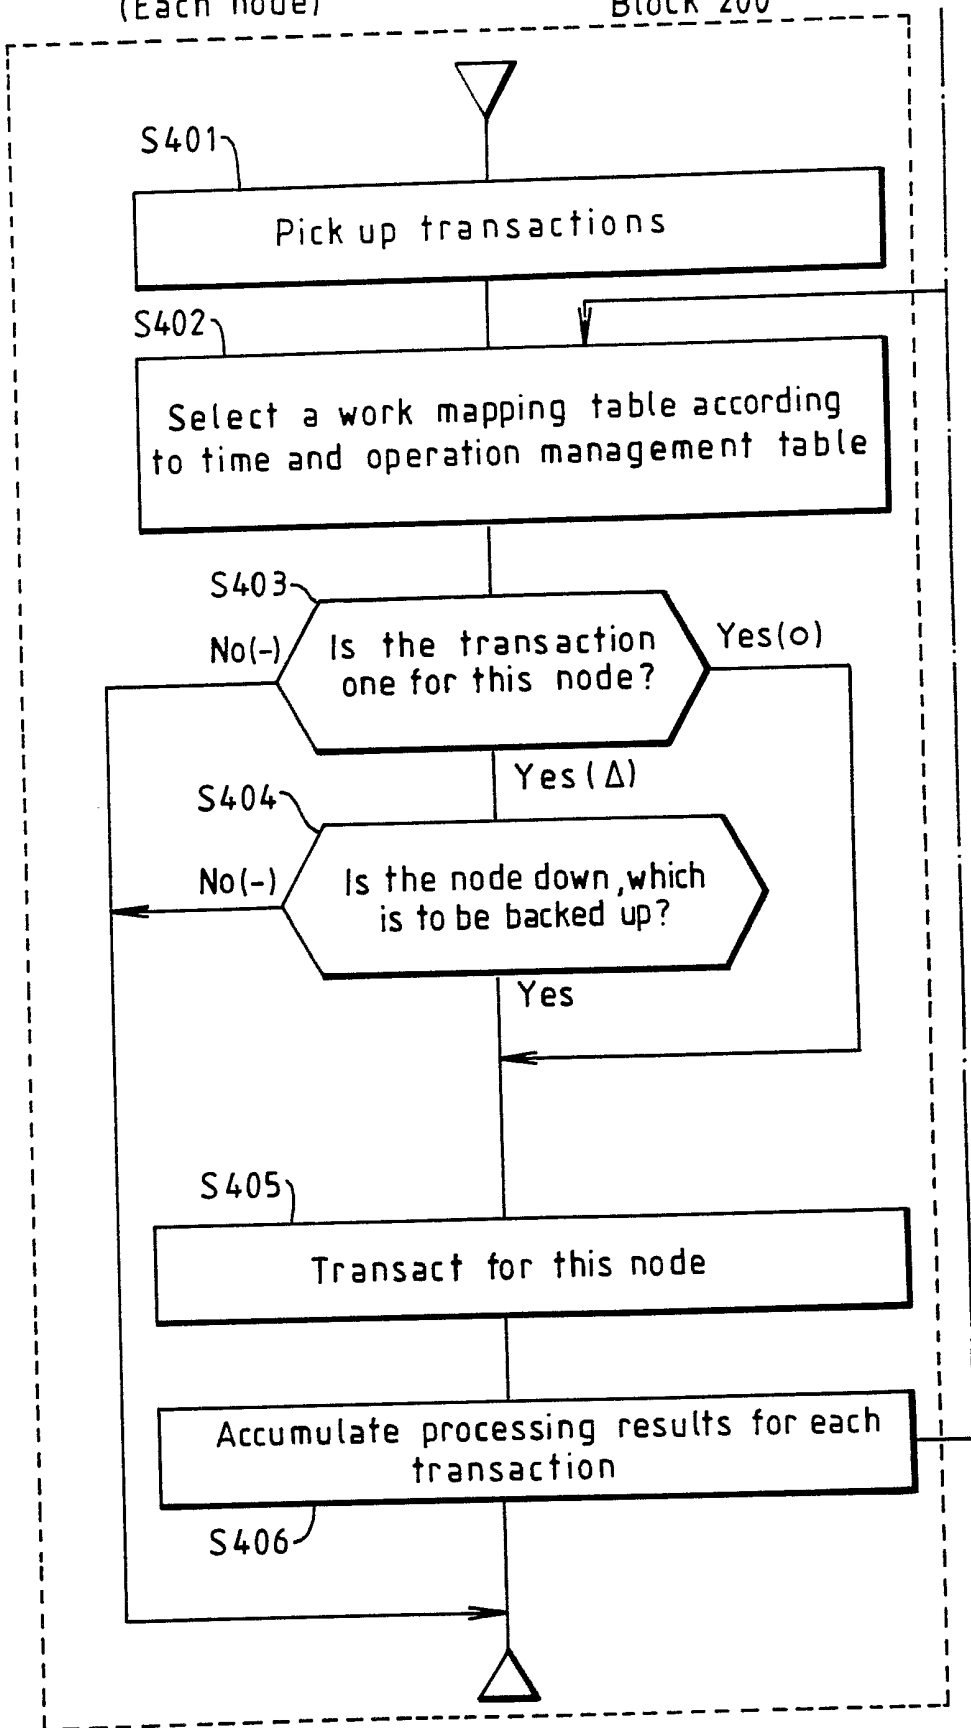 (Each node)
Block 200
S401
Pick up transactions
S402
Select a work mapping table according
to time and operation management table
S403
No(-)
Is the transaction
one for this node?
Yes(o)
Yes(Δ)
S404
No(-)
Is the node down, which
is to be backed up?
Yes
S405
Transact for this node
Accumulate processing results for each
transaction
S406